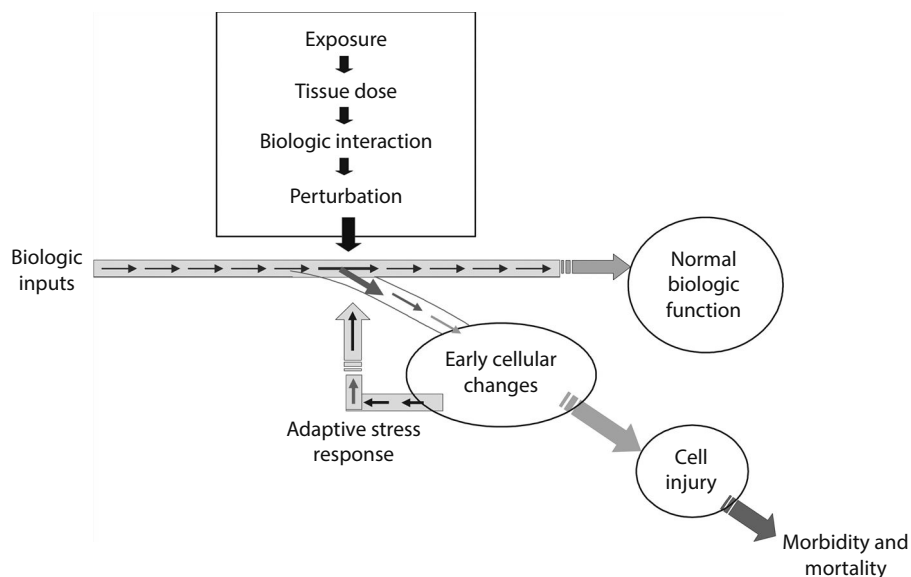 Exposure
Tissue dose
Biologic interaction
Perturbation
Biologic
inputs
Normal
biologic
function
Early cellular
changes
Adaptive stress
response
Cell
injury
Morbidity and
mortality